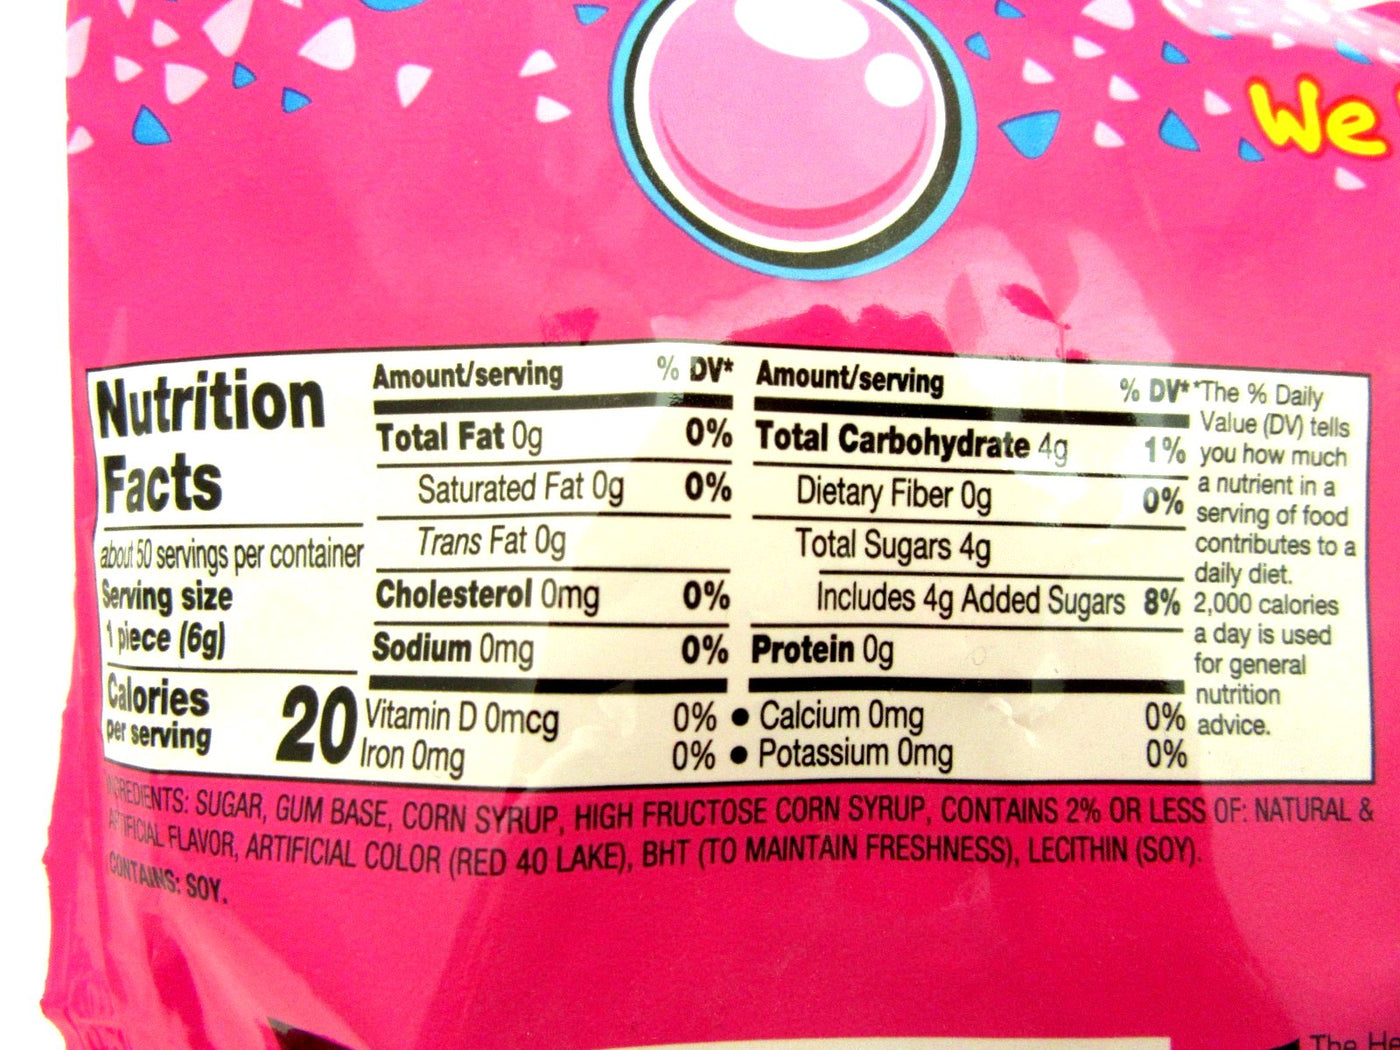 We
Nutrition
Facts
about 50 servings per container
Serving size
1 piece (6g)
Calories
per serving
20
Amount/serving % DV*
Total Fat 0g 0%
Saturated Fat 0g 0%
Trans Fat 0g
Cholesterol 0mg 0%
Sodium 0mg 0%
Amount/serving % DV*
Total Carbohydrate 4g 1%
Dietary Fiber 0g 0%
Total Sugars 4g
Includes 4g Added Sugars 8%
Protein 0g
Vitamin D 0mcg 0% • Calcium 0mg 0%
Iron 0mg 0% • Potassium 0mg 0%
*The % Daily
Value (DV) tells
you how much
a nutrient in a
serving of food
contributes to a
daily diet.
2,000 calories
a day is used
for general
nutrition
advice.
INGREDIENTS: SUGAR, GUM BASE, CORN SYRUP, HIGH FRUCTOSE CORN SYRUP, CONTAINS 2% OR LESS OF: NATURAL &
ARTIFICIAL FLAVOR, ARTIFICIAL COLOR (RED 40 LAKE), BHT (TO MAINTAIN FRESHNESS), LECITHIN (SOY).
CONTAINS: SOY.
The